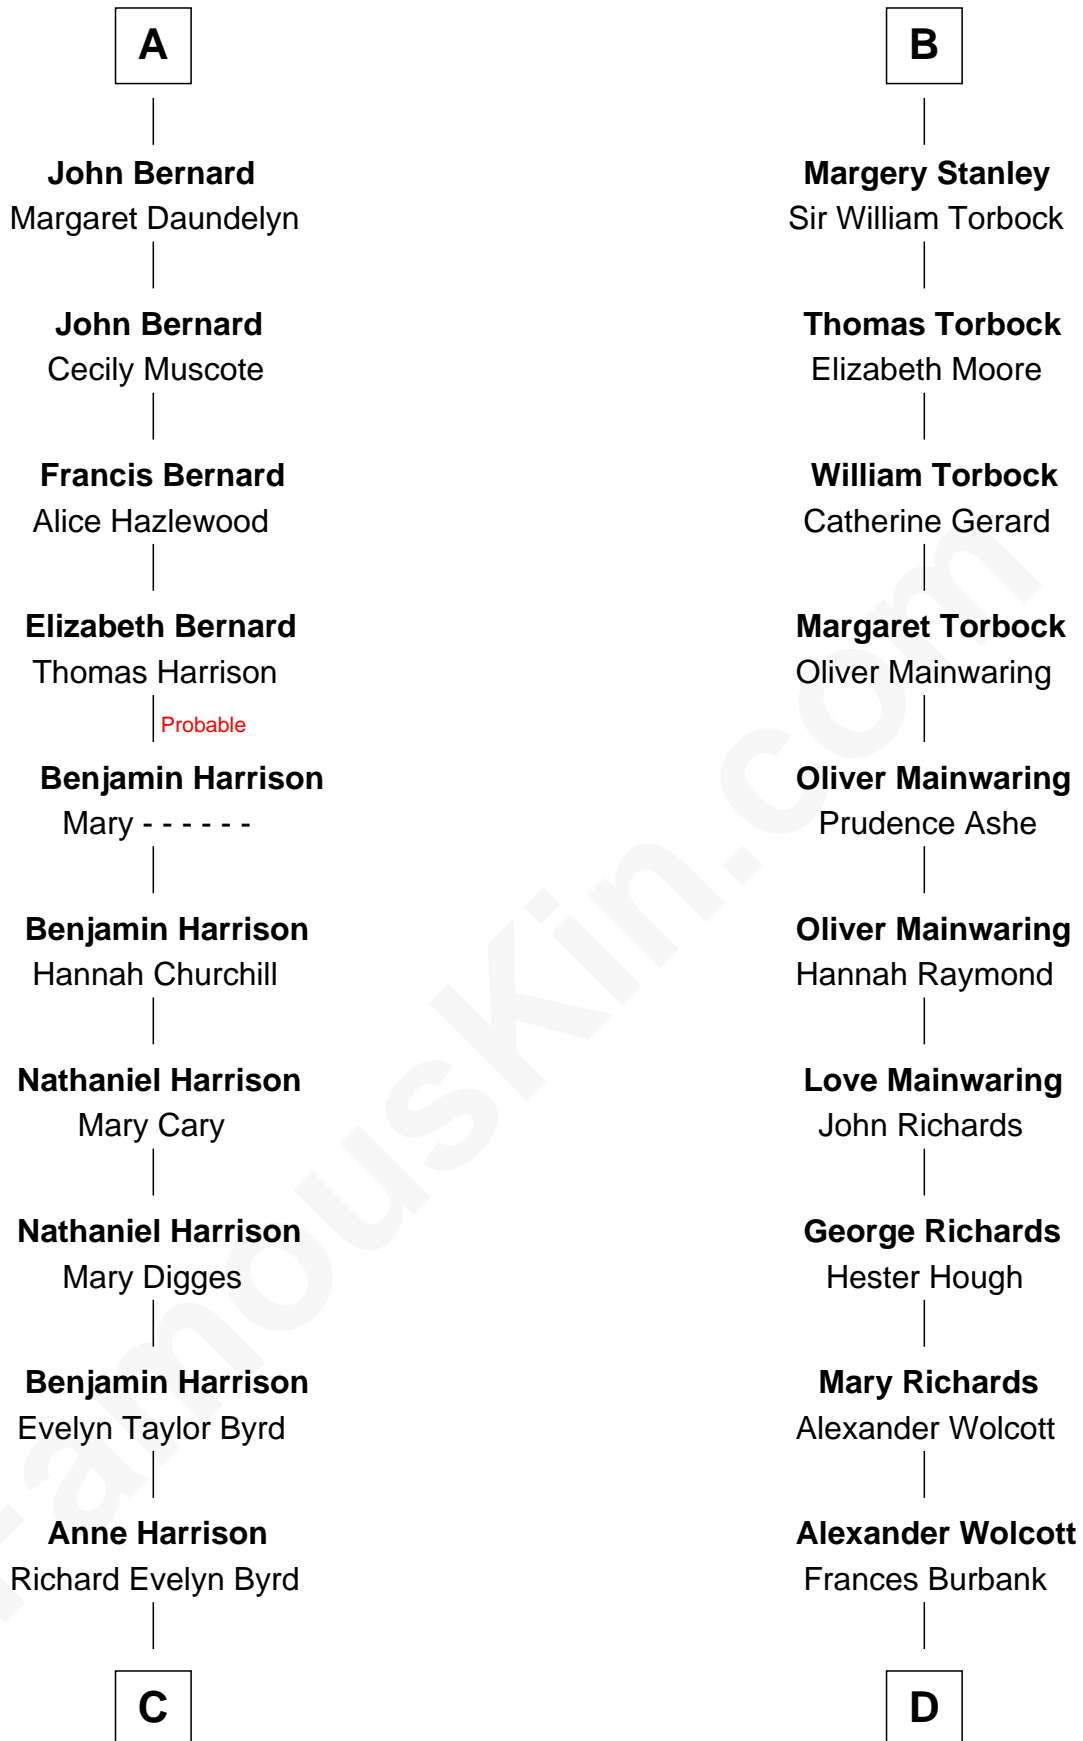 A
John Bernard
Margaret Daundelyn
John Bernard
Cecily Muscote
Francis Bernard
Alice Hazlewood
Elizabeth Bernard
Thomas Harrison
Probable
Benjamin Harrison
Mary - - - - - -
Benjamin Harrison
Hannah Churchill
Nathaniel Harrison
Mary Cary
Nathaniel Harrison
Mary Digges
Benjamin Harrison
Evelyn Taylor Byrd
Anne Harrison
Richard Evelyn Byrd
C
B
Margery Stanley
Sir William Torbock
Thomas Torbock
Elizabeth Moore
William Torbock
Catherine Gerard
Margaret Torbock
Oliver Mainwaring
Oliver Mainwaring
Prudence Ashe
Oliver Mainwaring
Hannah Raymond
Love Mainwaring
John Richards
George Richards
Hester Hough
Mary Richards
Alexander Wolcott
Alexander Wolcott
Frances Burbank
D
FamousKin.com